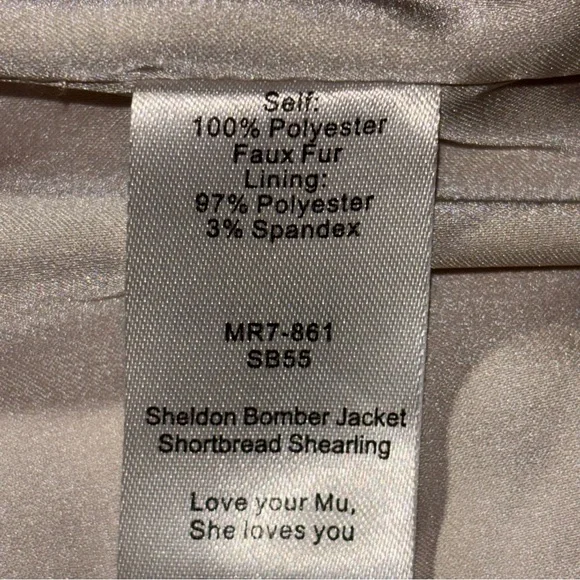 Self:
100% Polyester
Faux Fur
Lining:
97% Polyester
3% Spandex
MR7-861
SB55
Sheldon Bomber Jacket
Shortbread Shearling
Love your Mu,
She loves you